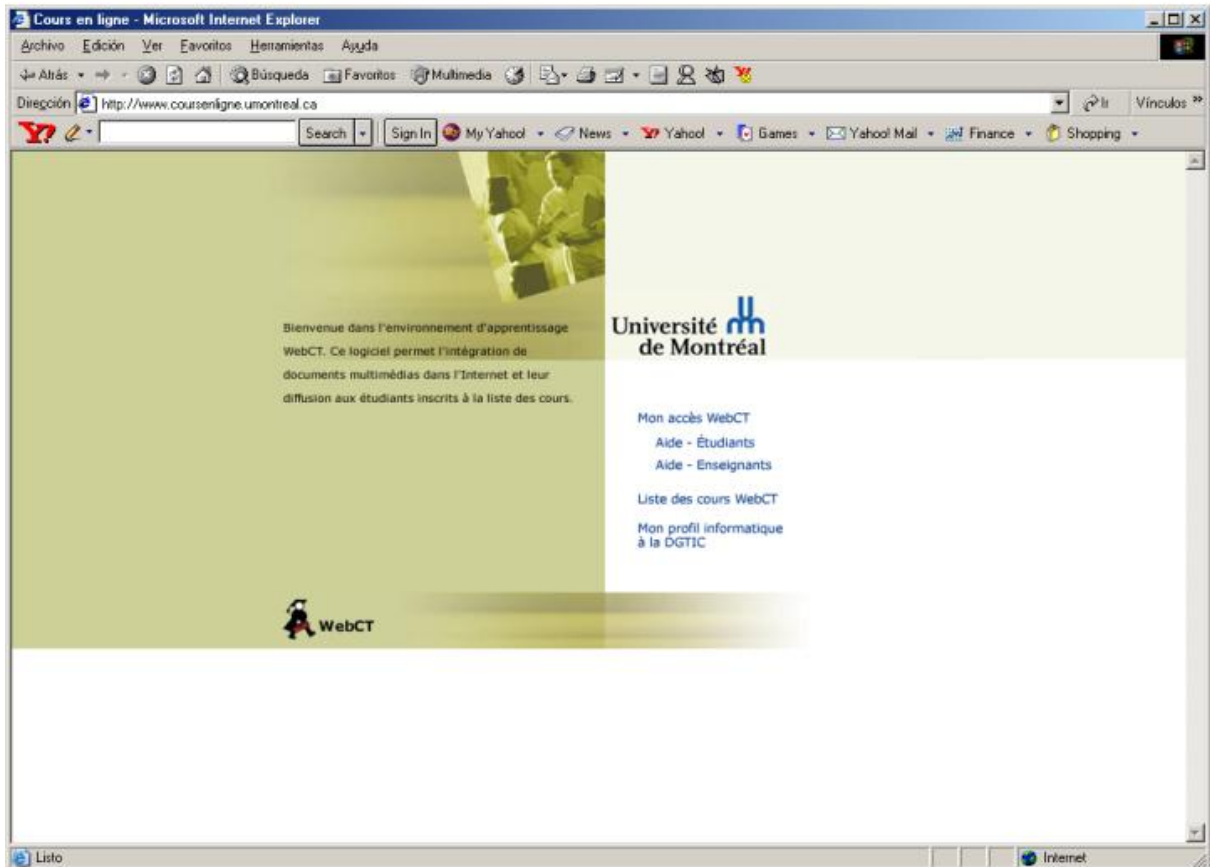 Cours en ligne - Microsoft Internet Explorer
Archivo Edición Ver Favoritos Herramientas Ayuda
Atrás Búsqueda Favoritos Multimedia
Dirección http://www.coursenligne.umontreal.ca Ir Vínculos »
Y? Search Sign In My Yahoo! News Yahoo! Games Yahoo! Mail Finance Shopping
Bienvenue dans l'environnement d'apprentissage
WebCT. Ce logiciel permet l'intégration de
documents multimédias dans l'Internet et leur
diffusion aux étudiants inscrits à la liste des cours.
Université
de Montréal
Mon accès WebCT
Aide - Étudiants
Aide - Enseignants
Liste des cours WebCT
Mon profil informatique
à la DGTIC
WebCT
Listo Internet